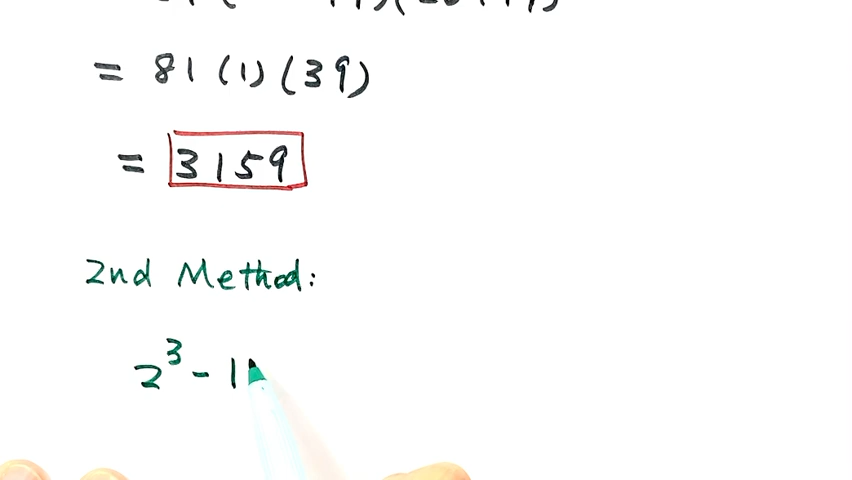 = 81 (1) (39)
= 3159
2nd Method:
2³ - 1